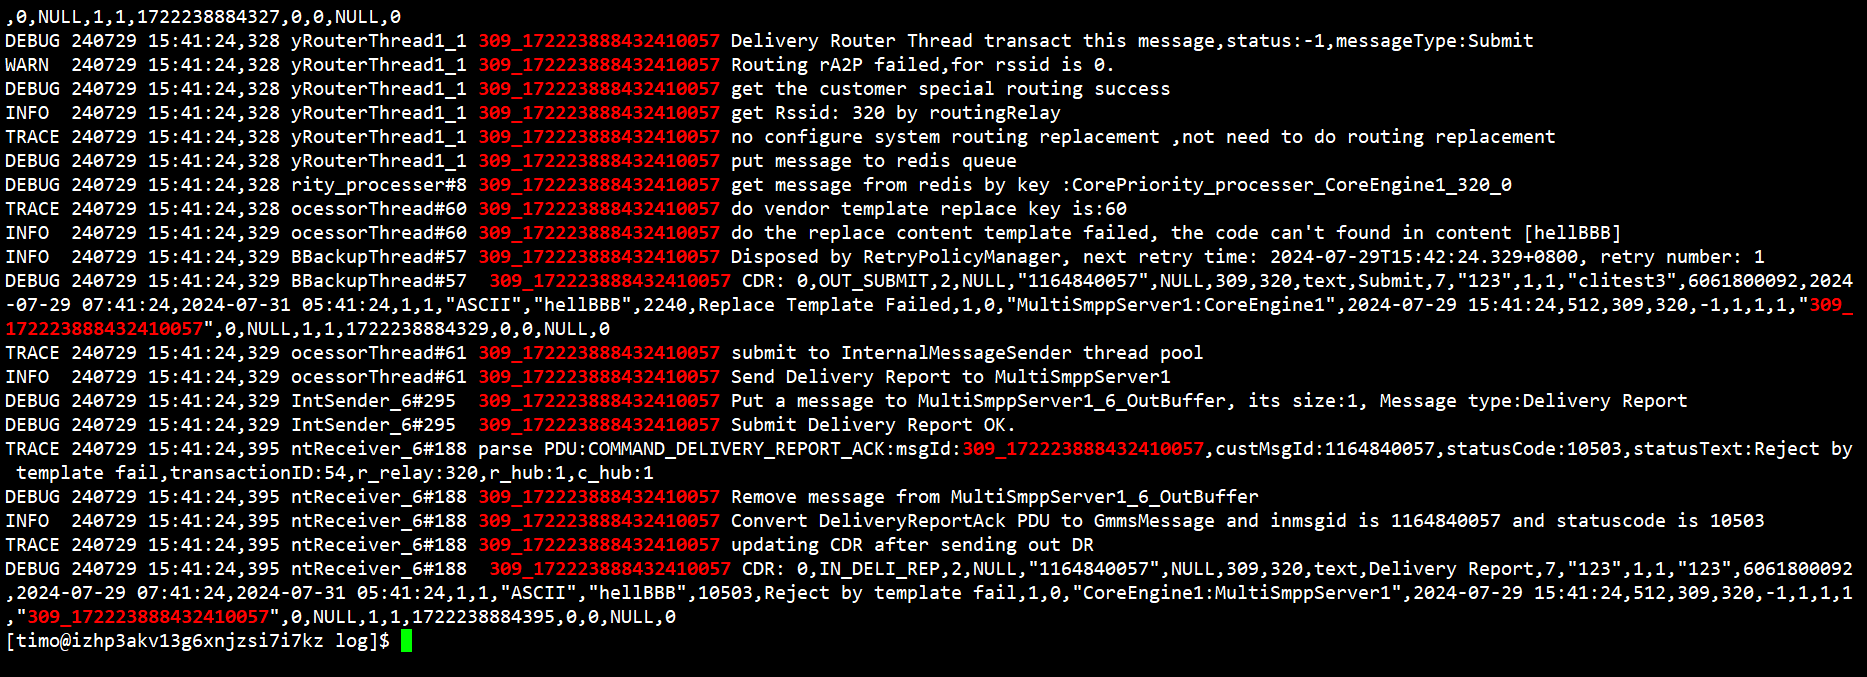 ,0,NULL,1,1,1722238884327,0,0,NULL,0
DEBUG 240729 15:41:24,328 yRouterThread1_1 309_172223888432410057 Delivery Router Thread transact this message,status:-1,messageType:Submit
WARN  240729 15:41:24,328 yRouterThread1_1 309_172223888432410057 Routing rA2P failed,for rssid is 0.
DEBUG 240729 15:41:24,328 yRouterThread1_1 309_172223888432410057 get the customer special routing success
INFO  240729 15:41:24,328 yRouterThread1_1 309_172223888432410057 get Rssid: 320 by routingRelay
TRACE 240729 15:41:24,328 yRouterThread1_1 309_172223888432410057 no configure system routing replacement ,not need to do routing replacement
DEBUG 240729 15:41:24,328 yRouterThread1_1 309_172223888432410057 put message to redis queue
DEBUG 240729 15:41:24,328 rity_processer#8 309_172223888432410057 get message from redis by key :CorePriority_processer_CoreEngine1_320_0
TRACE 240729 15:41:24,328 ocessorThread#60 309_172223888432410057 do vendor template replace key is:60
INFO  240729 15:41:24,329 ocessorThread#60 309_172223888432410057 do the replace content template failed, the code can't found in content [hellBBB]
INFO  240729 15:41:24,329 BBackupThread#57 309_172223888432410057 Disposed by RetryPolicyManager, next retry time: 2024-07-29T15:42:24.329+0800, retry number: 1
DEBUG 240729 15:41:24,329 BBackupThread#57  309_172223888432410057 CDR: 0,OUT_SUBMIT,2,NULL,"1164840057",NULL,309,320,text,Submit,7,"123",1,1,"clitest3",6061800092,2024
-07-29 07:41:24,2024-07-31 05:41:24,1,1,"ASCII","hellBBB",2240,Replace Template Failed,1,0,"MultiSmppServer1:CoreEngine1",2024-07-29 15:41:24,512,309,320,-1,1,1,1,"309_
172223888432410057",0,NULL,1,1,1722238884329,0,0,NULL,0
TRACE 240729 15:41:24,329 ocessorThread#61 309_172223888432410057 submit to InternalMessageSender thread pool
INFO  240729 15:41:24,329 ocessorThread#61 309_172223888432410057 Send Delivery Report to MultiSmppServer1
DEBUG 240729 15:41:24,329 IntSender_6#295  309_172223888432410057 Put a message to MultiSmppServer1_6_OutBuffer, its size:1, Message type:Delivery Report
DEBUG 240729 15:41:24,329 IntSender_6#295  309_172223888432410057 Submit Delivery Report OK.
TRACE 240729 15:41:24,395 ntReceiver_6#188 parse PDU:COMMAND_DELIVERY_REPORT_ACK:msgId:309_172223888432410057,custMsgId:1164840057,statusCode:10503,statusText:Reject by
 template fail,transactionID:54,r_relay:320,r_hub:1,c_hub:1
DEBUG 240729 15:41:24,395 ntReceiver_6#188 309_172223888432410057 Remove message from MultiSmppServer1_6_OutBuffer
INFO  240729 15:41:24,395 ntReceiver_6#188 309_172223888432410057 Convert DeliveryReportAck PDU to GmmsMessage and inmsgid is 1164840057 and statuscode is 10503
TRACE 240729 15:41:24,395 ntReceiver_6#188 309_172223888432410057 updating CDR after sending out DR
DEBUG 240729 15:41:24,395 ntReceiver_6#188  309_172223888432410057 CDR: 0,IN_DELI_REP,2,NULL,"1164840057",NULL,309,320,text,Delivery Report,7,"123",1,1,"123",6061800092
,2024-07-29 07:41:24,2024-07-31 05:41:24,1,1,"ASCII","hellBBB",10503,Reject by template fail,1,0,"CoreEngine1:MultiSmppServer1",2024-07-29 15:41:24,512,309,320,-1,1,1,1
,"309_172223888432410057",0,NULL,1,1,1722238884395,0,0,NULL,0
[timo@izhp3akv13g6xnjzsi7i7kz log]$